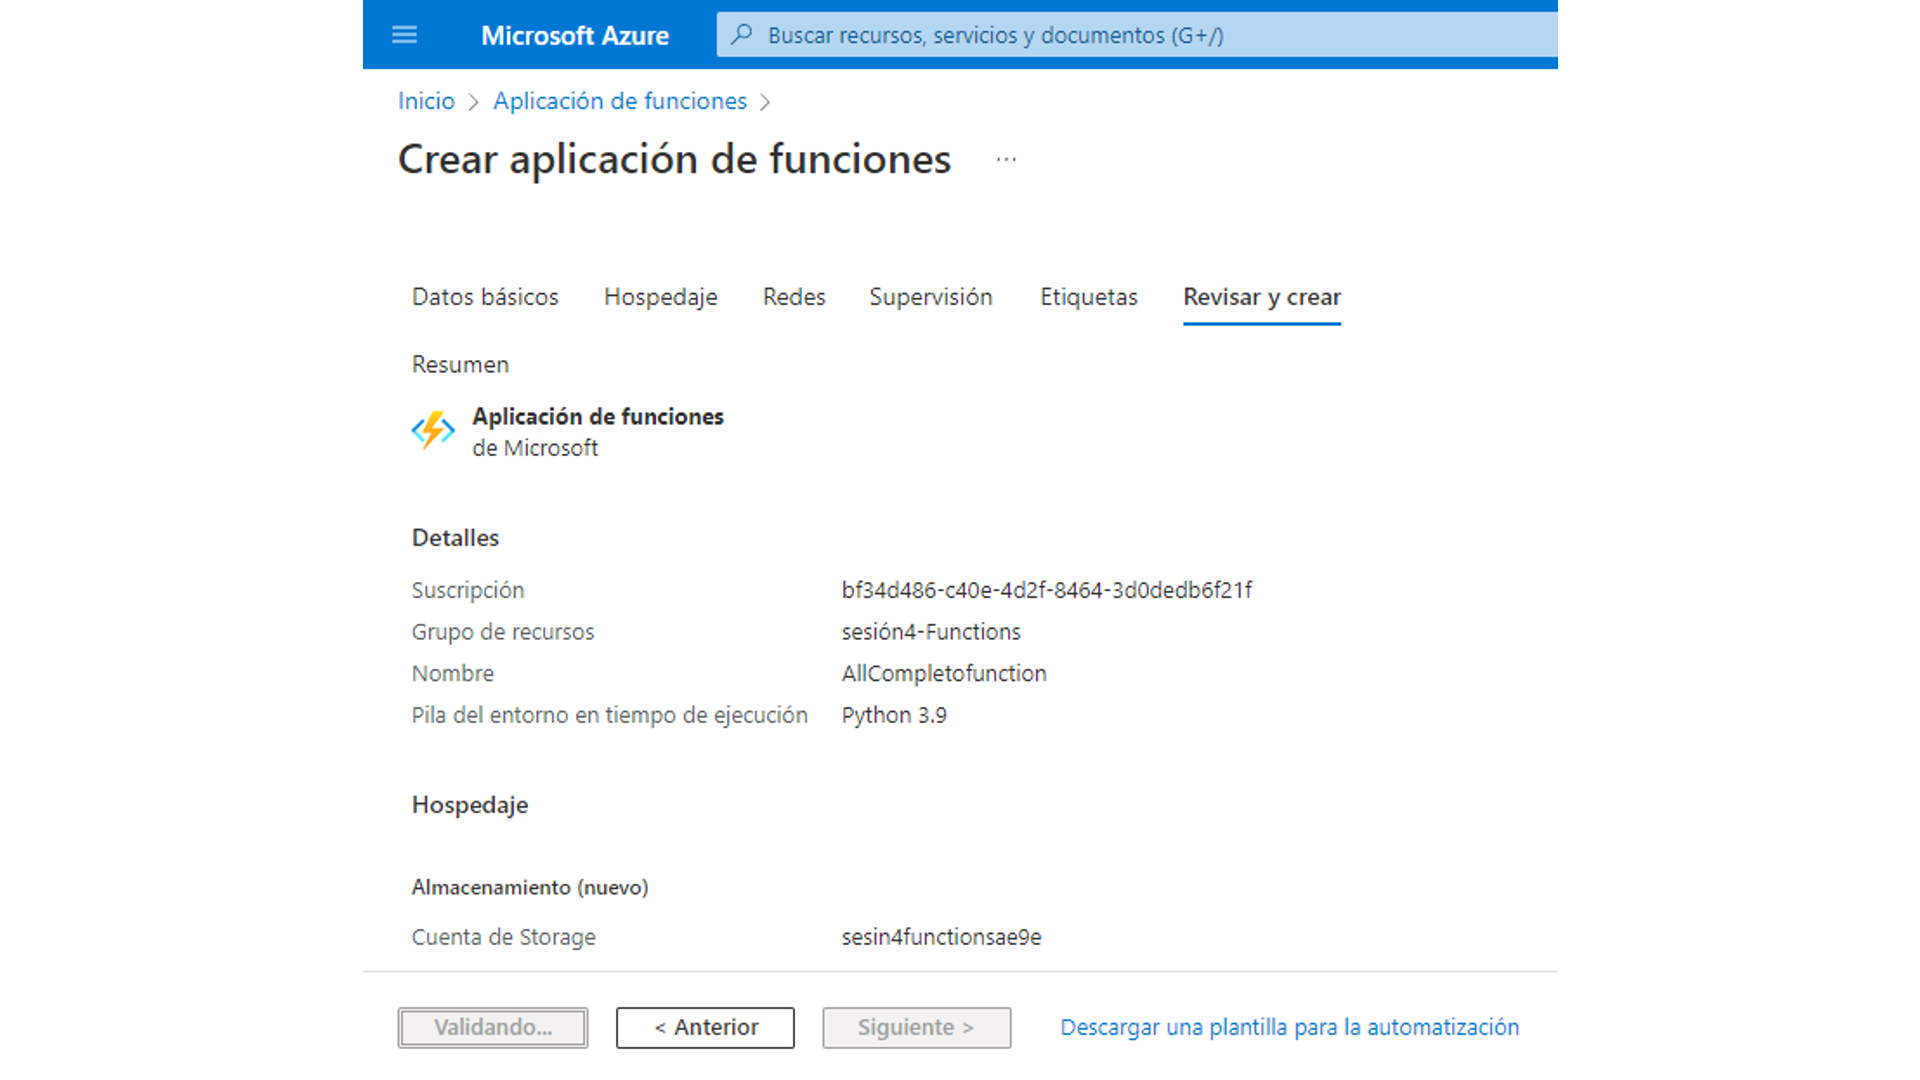 Microsoft Azure
Buscar recursos, servicios y documentos (G+/)
Inicio > Aplicación de funciones >
Crear aplicación de funciones ...
Datos básicos Hospedaje Redes Supervisión Etiquetas Revisar y crear
Resumen
Aplicación de funciones
de Microsoft
Detalles
Suscripción bf34d486-c40e-4d2f-8464-3d0dedb6f21f
Grupo de recursos sesión4-Functions
Nombre AllCompletofunction
Pila del entorno en tiempo de ejecución Python 3.9
Hospedaje
Almacenamiento (nuevo)
Cuenta de Storage sesin4functionsae9e
Validando... < Anterior Siguiente > Descargar una plantilla para la automatización